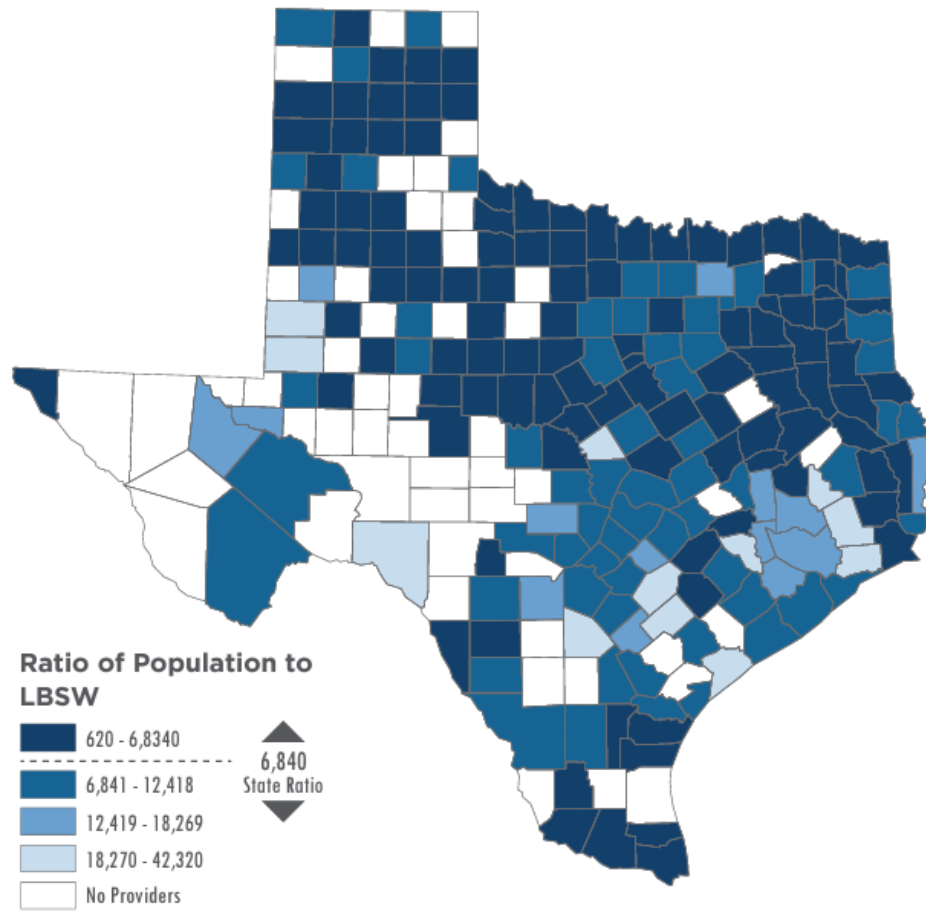 Ratio of Population to
LBSW
620 - 6,8340
6,841 - 12,418
12,419 - 18,269
18,270 - 42,320
No Providers
6,840
State Ratio